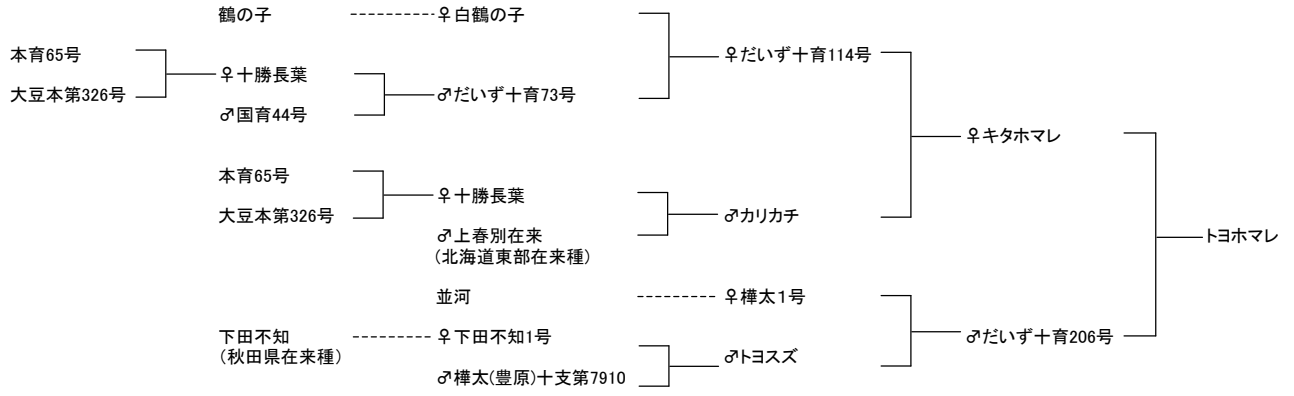 鶴の子
♀白鶴の子
本育65号
♀だいず十育114号
♀十勝長葉
大豆本第326号
♂だいず十育73号
♂国育44号
♀キタホマレ
本育65号
♀十勝長葉
大豆本第326号
♂カリカチ
♂上春別在来
(北海道東部在来種)
トヨホマレ
並河
♀樺太１号
下田不知
(秋田県在来種)
♀下田不知1号
♂だいず十育206号
♂トヨスズ
♂樺太(豊原)十支第7910